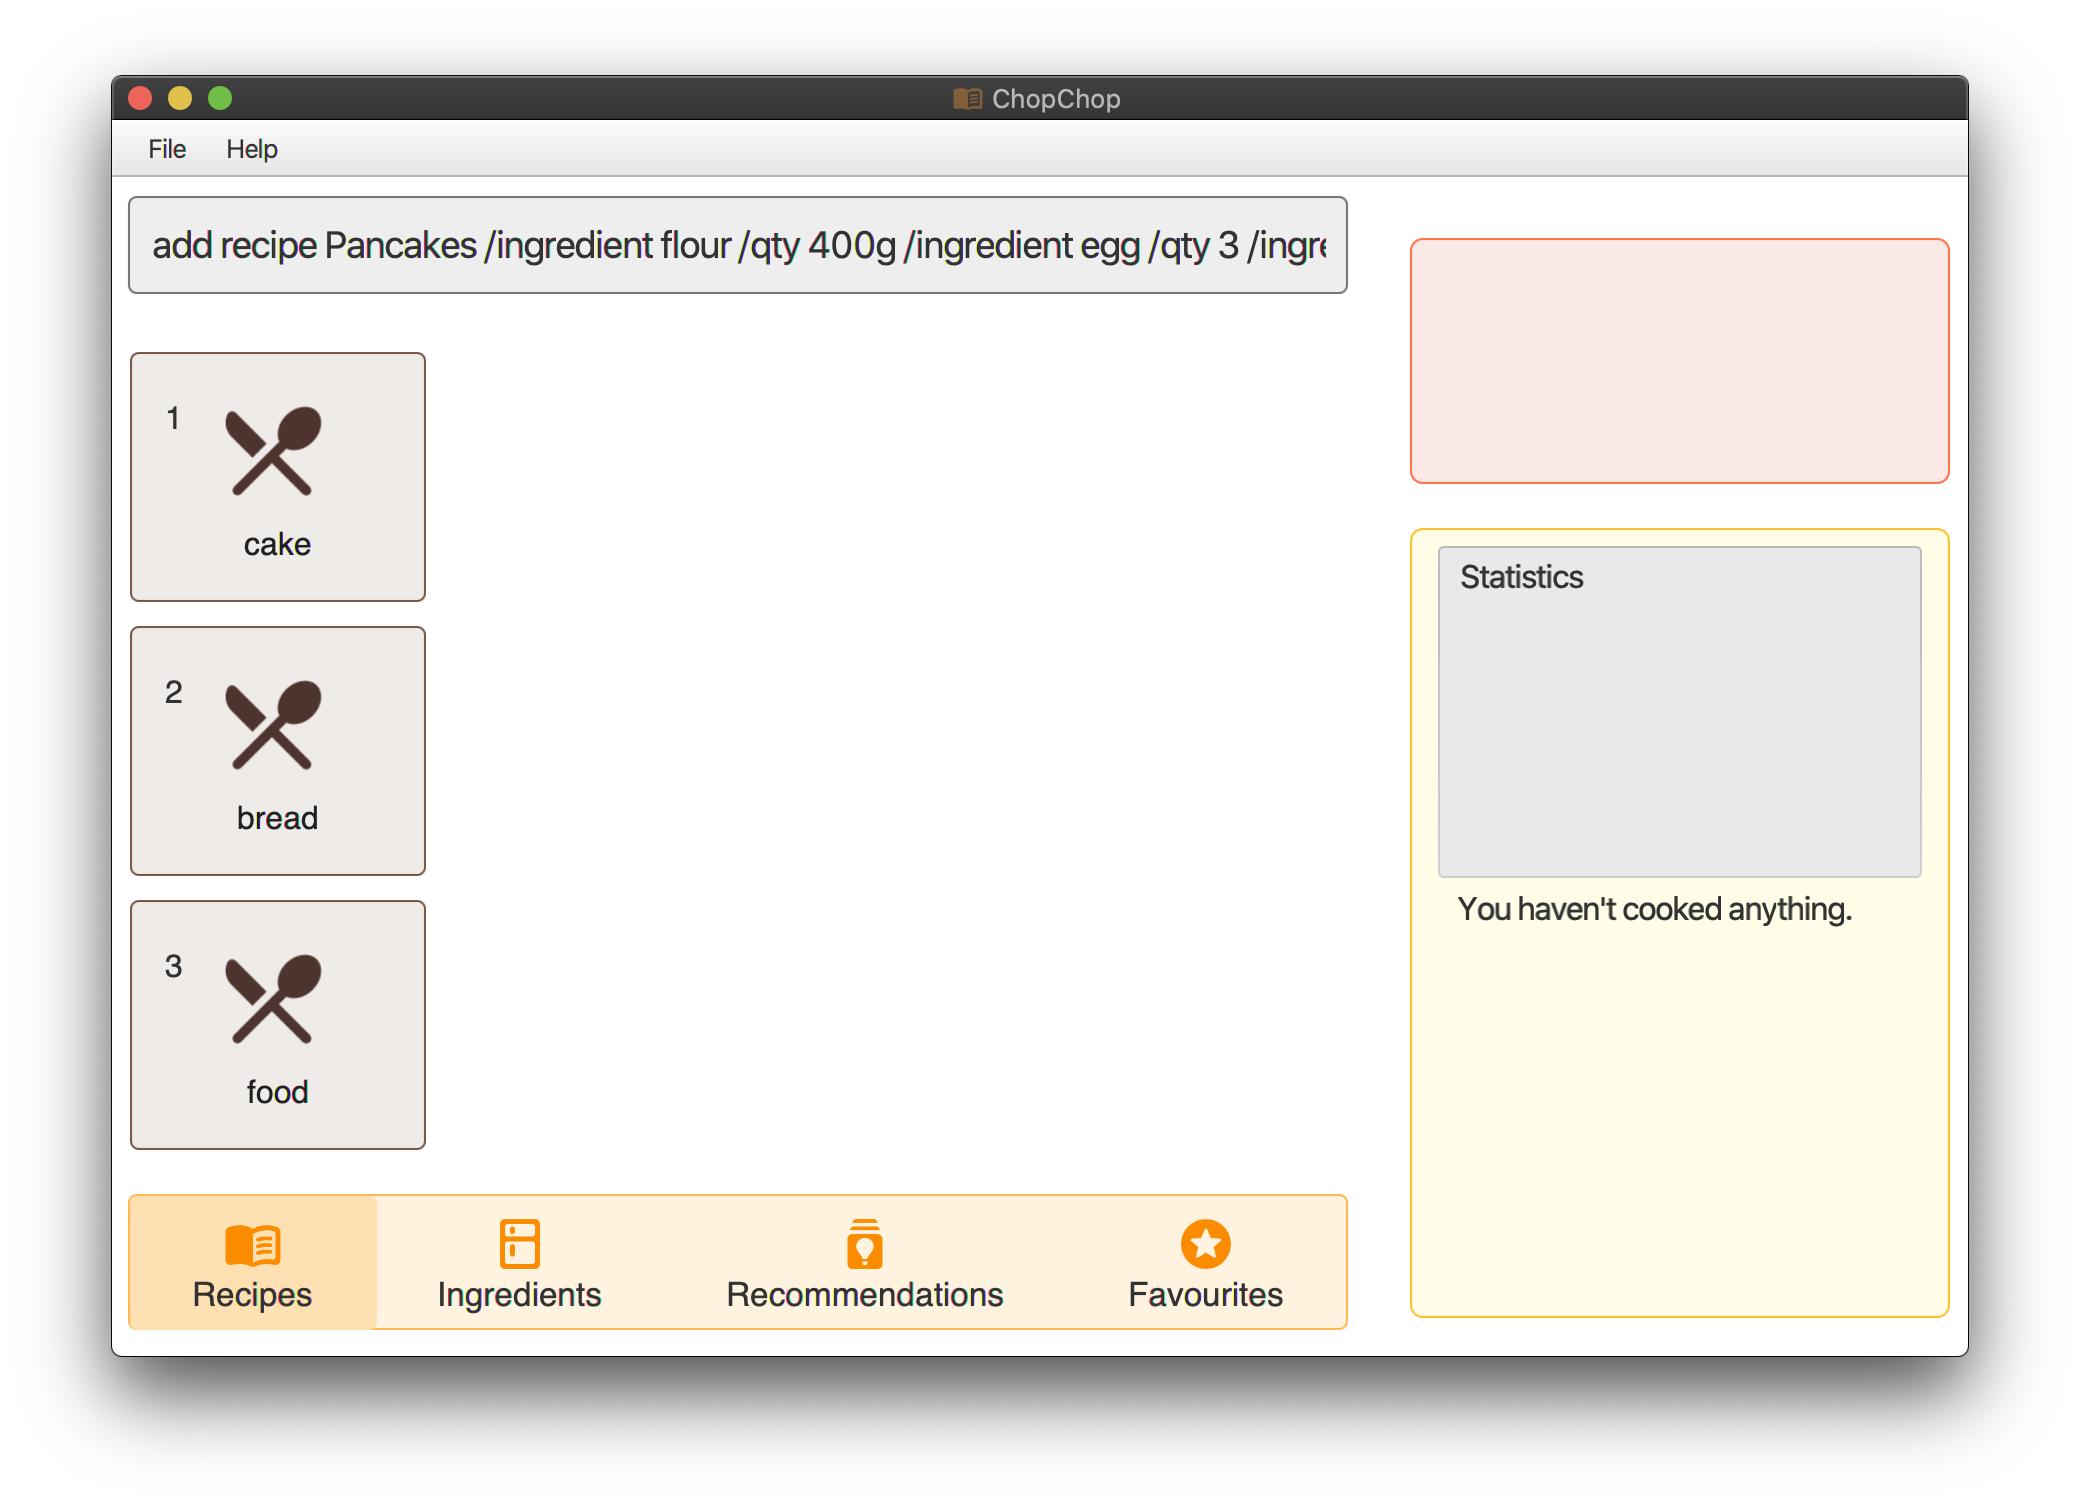 ChopChop
File Help
add recipe Pancakes /ingredient flour /qty 400g /ingredient egg /qty 3 /ingre
1
cake
2
bread
3
food
Statistics
You haven't cooked anything.
Recipes Ingredients Recommendations Favourites